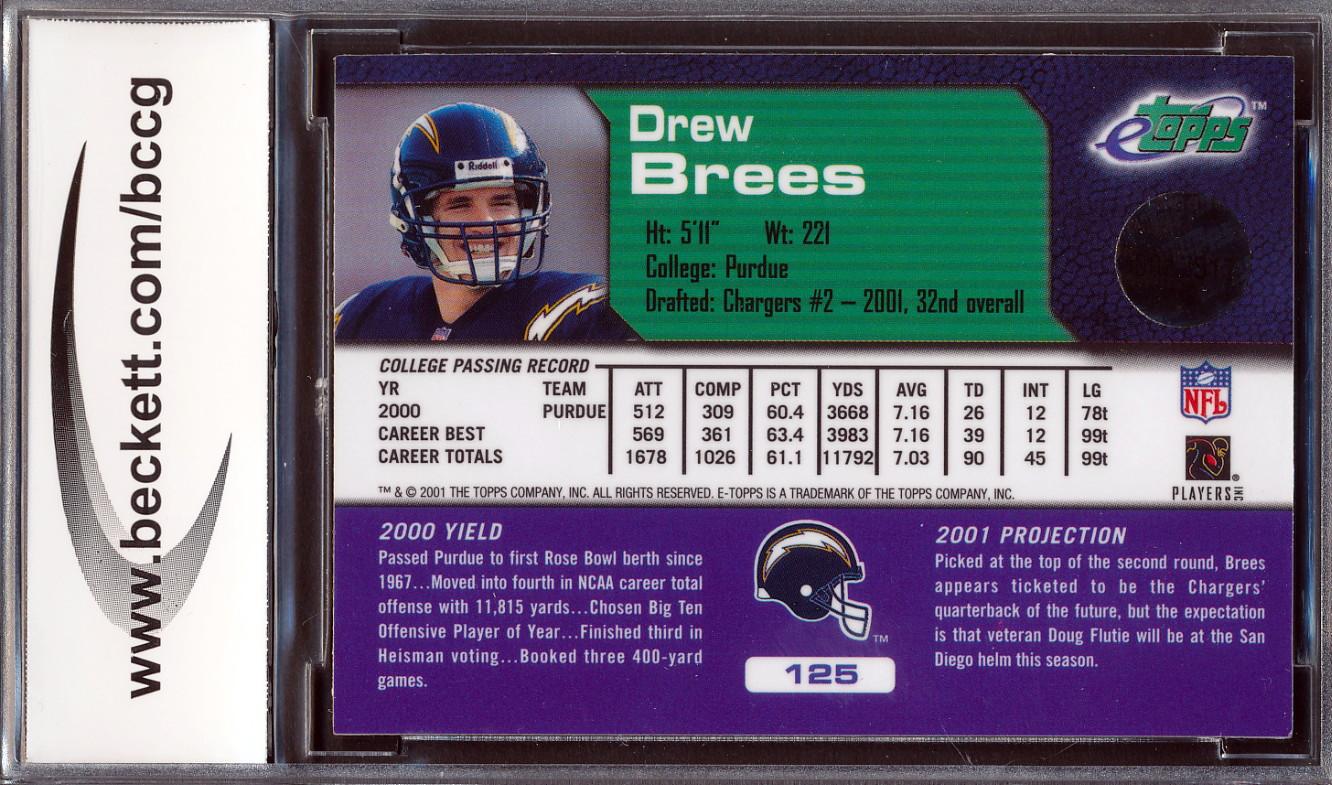 www.beckett.com/bccg
Drew
Brees
Riddell
Ht: 5'11" Wt: 221
College: Purdue
Drafted: Chargers #2 – 2001, 32nd overall
etopps™
COLLEGE PASSING RECORD
YR TEAM ATT COMP PCT YDS AVG TD INT LG
2000 PURDUE 512 309 60.4 3668 7.16 26 12 78t
CAREER BEST 569 361 63.4 3983 7.16 39 12 99t
CAREER TOTALS 1678 1026 61.1 11792 7.03 90 45 99t
NFL
PLAYERS INC®
™ & © 2001 THE TOPPS COMPANY, INC. ALL RIGHTS RESERVED. E-TOPPS IS A TRADEMARK OF THE TOPPS COMPANY, INC.
2000 YIELD
Passed Purdue to first Rose Bowl berth since
1967...Moved into fourth in NCAA career total
offense with 11,815 yards...Chosen Big Ten
Offensive Player of Year...Finished third in
Heisman voting...Booked three 400-yard
games.
™
125
2001 PROJECTION
Picked at the top of the second round, Brees
appears ticketed to be the Chargers'
quarterback of the future, but the expectation
is that veteran Doug Flutie will be at the San
Diego helm this season.